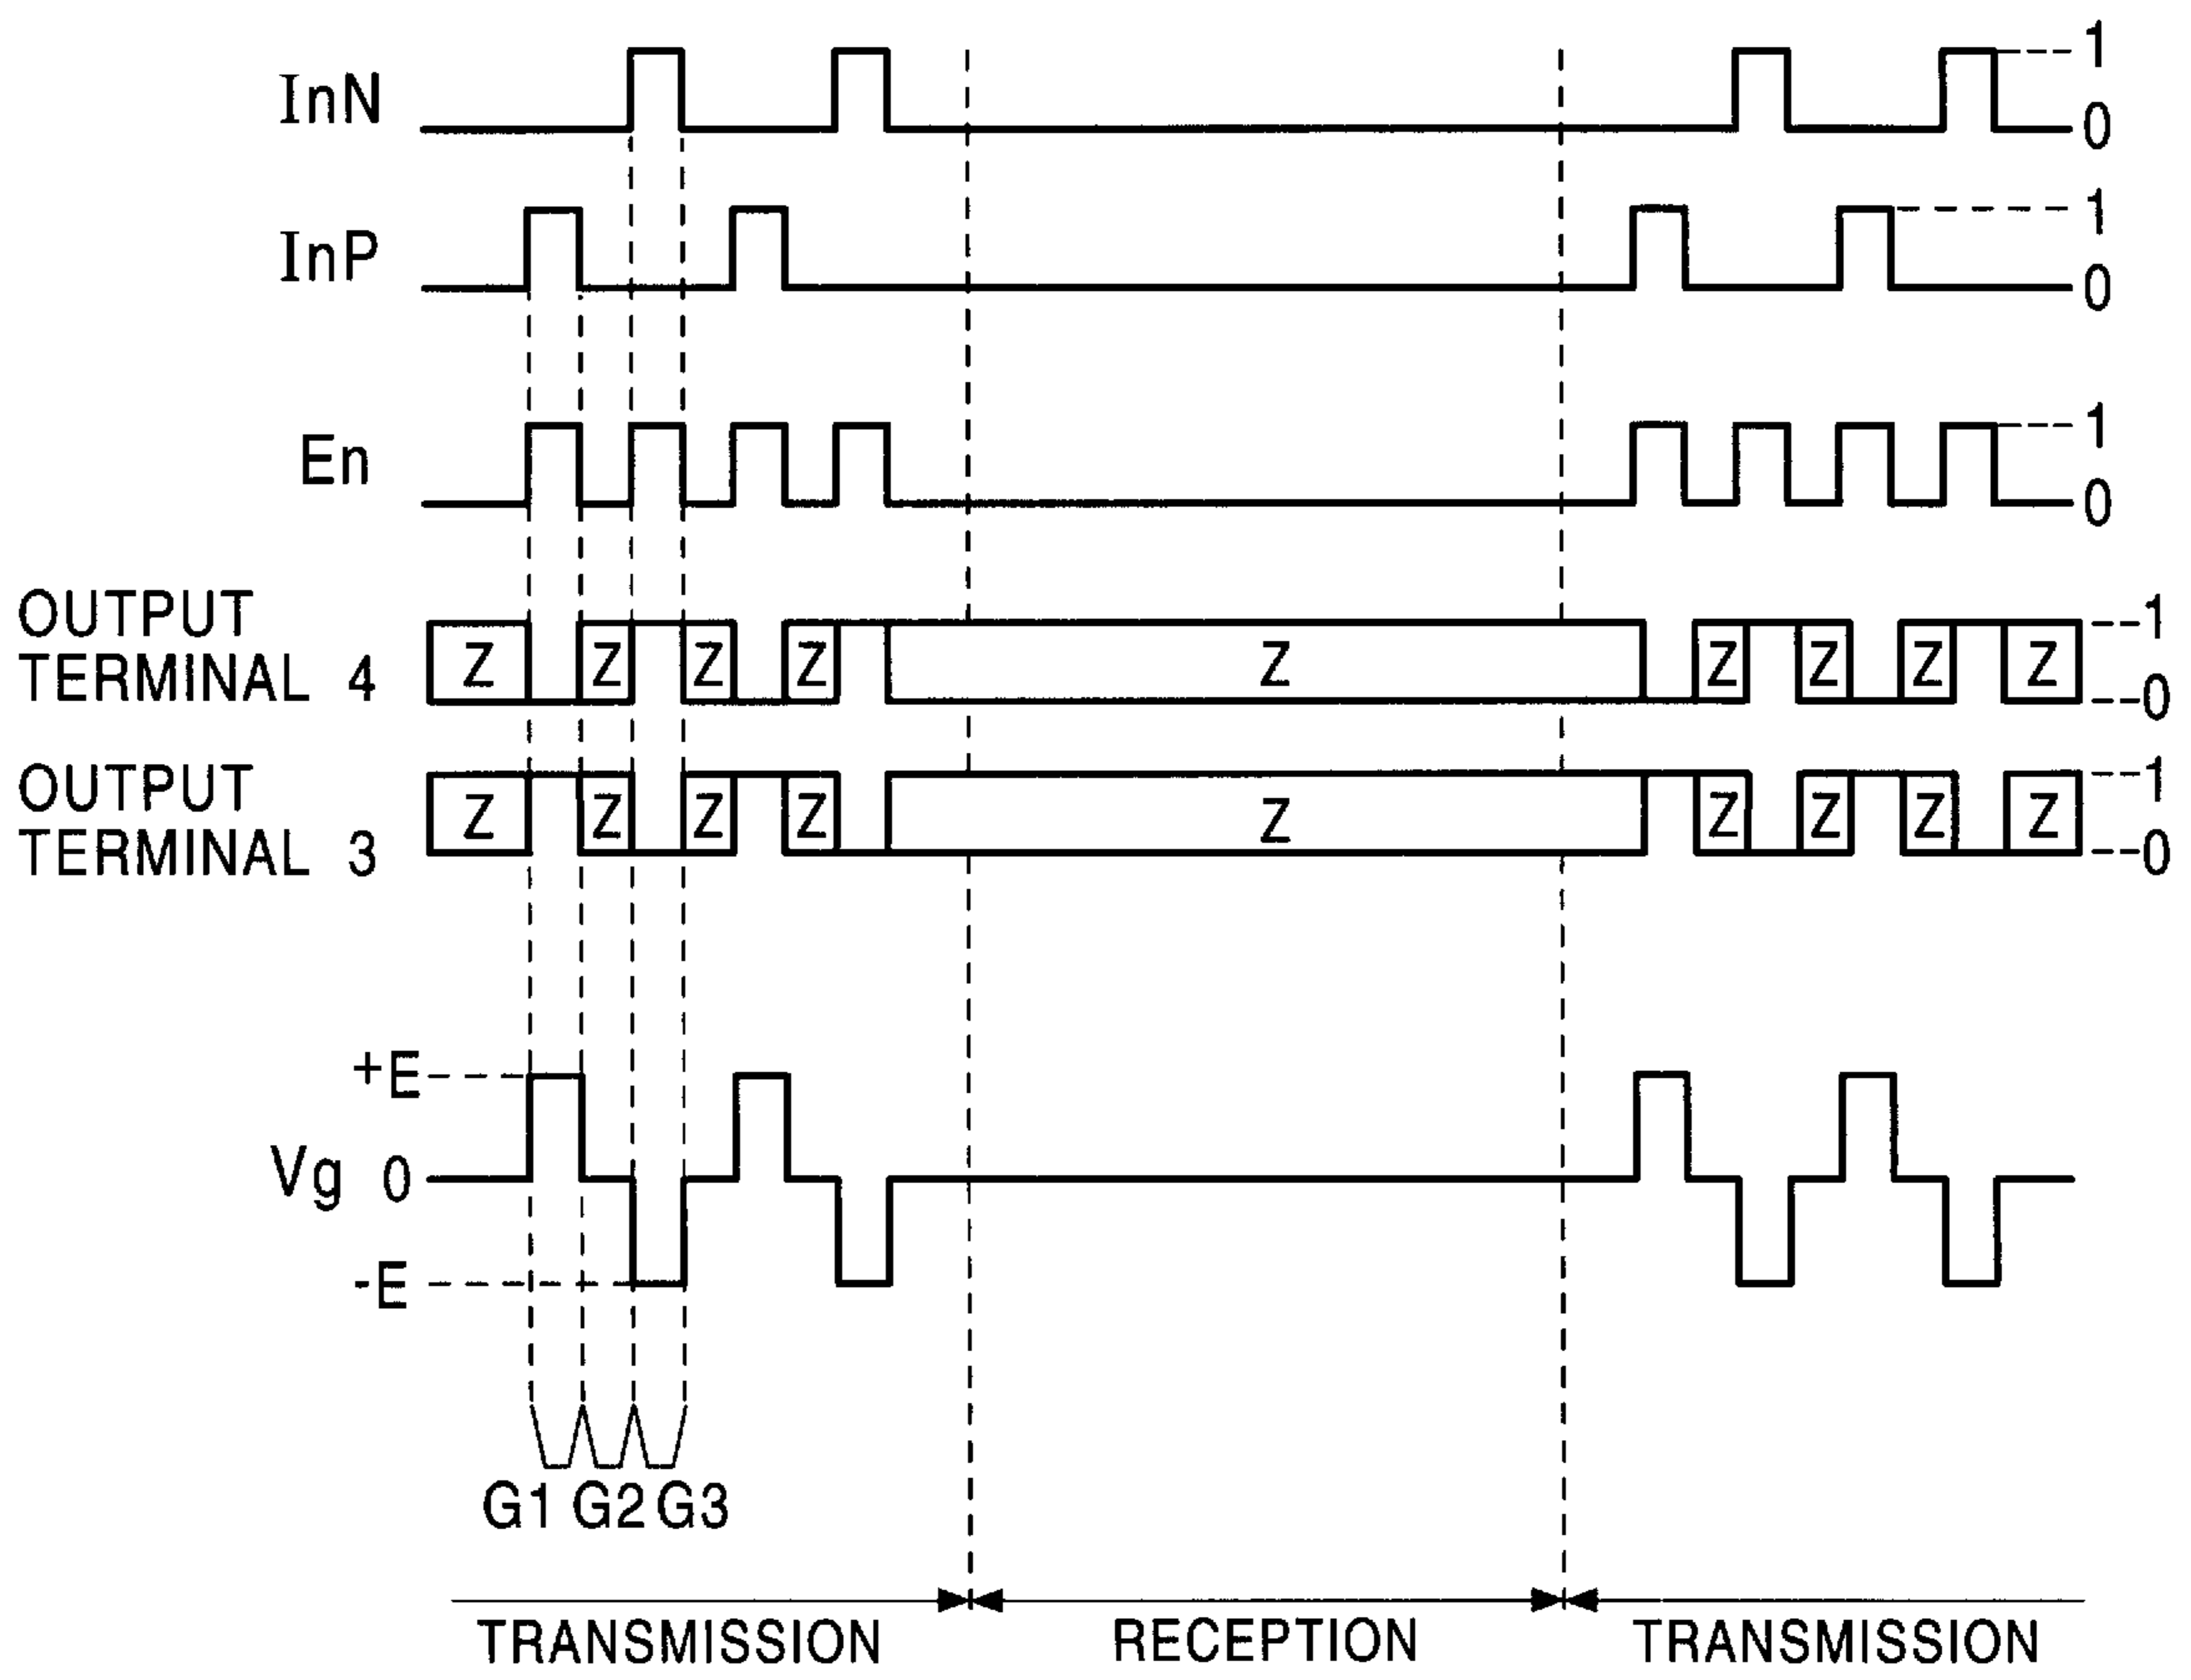 InN 1
0
InP 1
0
En 1
0
OUTPUT
TERMINAL 4 Z Z Z Z Z Z Z Z Z 1
0
OUTPUT
TERMINAL 3 Z Z Z Z Z Z Z Z Z 1
0
+E
Vg 0
-E
G1 G2 G3
TRANSMISSION RECEPTION TRANSMISSION